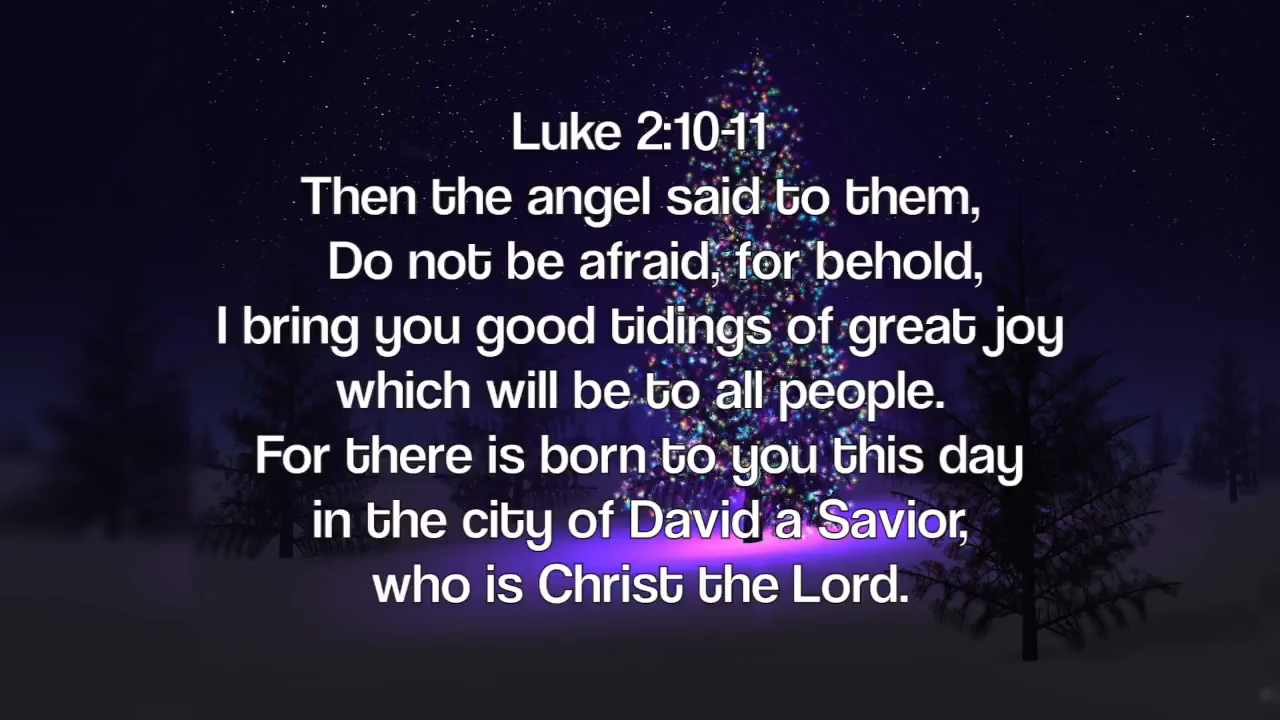 Luke 2:10-11
Then the angel said to them,
Do not be afraid, for behold,
I bring you good tidings of great joy
which will be to all people.
For there is born to you this day
in the city of David a Savior,
who is Christ the Lord.